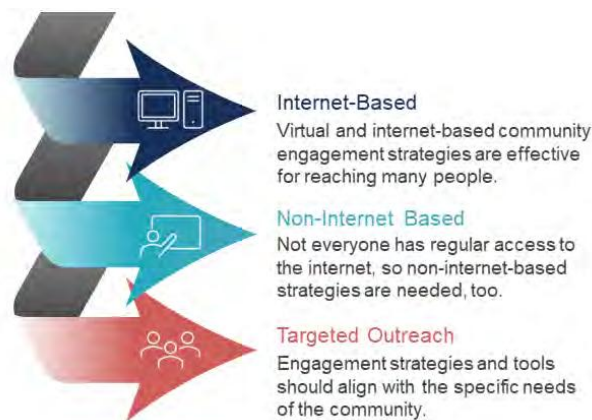 Internet-Based
Virtual and internet-based community
engagement strategies are effective
for reaching many people.
Non-Internet Based
Not everyone has regular access to
the internet, so non-internet-based
strategies are needed, too.
Targeted Outreach
Engagement strategies and tools
should align with the specific needs
of the community.